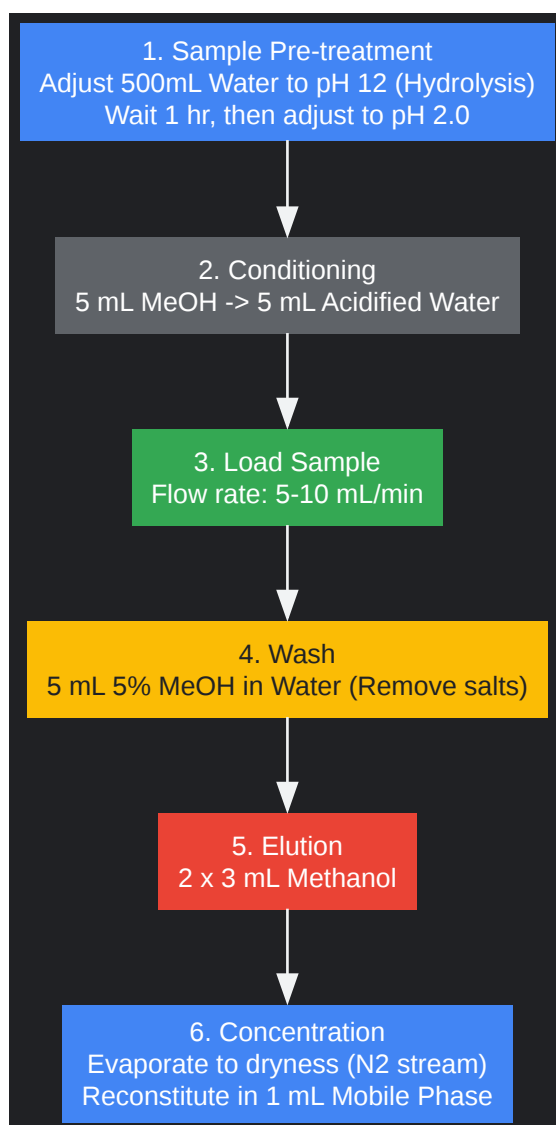 1. Sample Pre-treatment
Adjust 500mL Water to pH 12 (Hydrolysis)
Wait 1 hr, then adjust to pH 2.0
2. Conditioning
5 mL MeOH -> 5 mL Acidified Water
3. Load Sample
Flow rate: 5-10 mL/min
4. Wash
5 mL 5% MeOH in Water (Remove salts)
5. Elution
2 x 3 mL Methanol
6. Concentration
Evaporate to dryness (N2 stream)
Reconstitute in 1 mL Mobile Phase